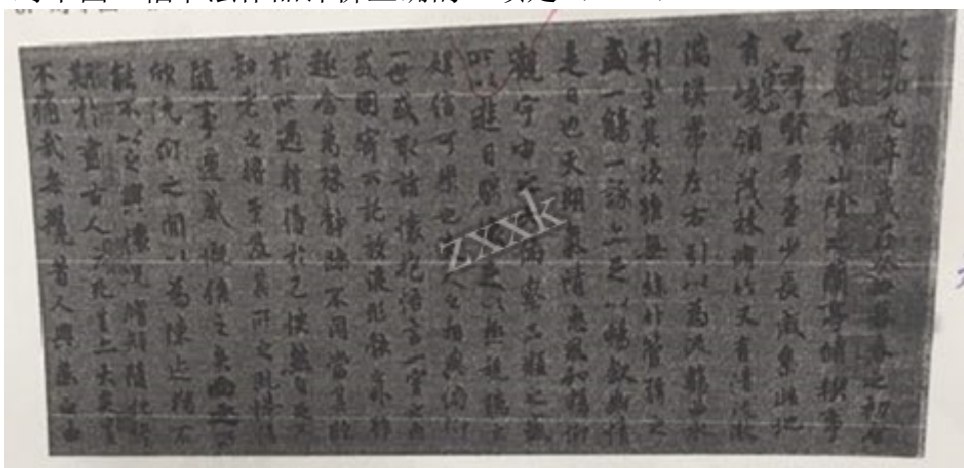 永和九年歲在癸丑暮春之初會
于會稽山陰之蘭亭脩禊事
也羣賢畢至少長咸集此地
有崇山峻領茂林脩竹又有清流激
湍暎帶左右引以為流觴曲水
列坐其次雖無絲竹管弦之
盛一觴一詠亦足以暢敘幽情
是日也天朗氣清惠風和暢仰
觀宇宙之大俯察品類之盛
所以遊目騁懷足以極視聽之
娛信可樂也夫人之相與俯仰
一世或取諸懷抱悟言一室之內
或因寄所託放浪形骸之外雖
趣舍萬殊靜躁不同當其欣
於所遇暫得於己快然自足不
知老之將至及其所之既惓情
隨事遷感慨係之矣向之所
欣俛仰之閒以為陳迹猶不
能不以之興懷況脩短隨化終
期於盡古人云死生亦大矣豈
不痛哉每攬昔人興感之由
zxxk